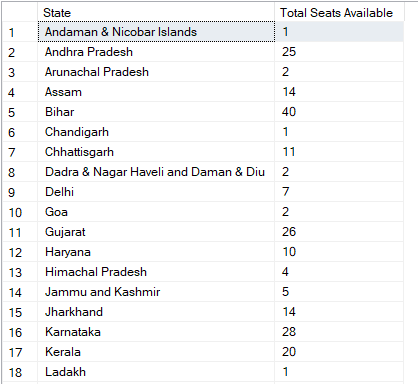 State Total Seats Available
1 Andaman & Nicobar Islands 1
2 Andhra Pradesh 25
3 Arunachal Pradesh 2
4 Assam 14
5 Bihar 40
6 Chandigarh 1
7 Chhattisgarh 11
8 Dadra & Nagar Haveli and Daman & Diu 2
9 Delhi 7
10 Goa 2
11 Gujarat 26
12 Haryana 10
13 Himachal Pradesh 4
14 Jammu and Kashmir 5
15 Jharkhand 14
16 Karnataka 28
17 Kerala 20
18 Ladakh 1